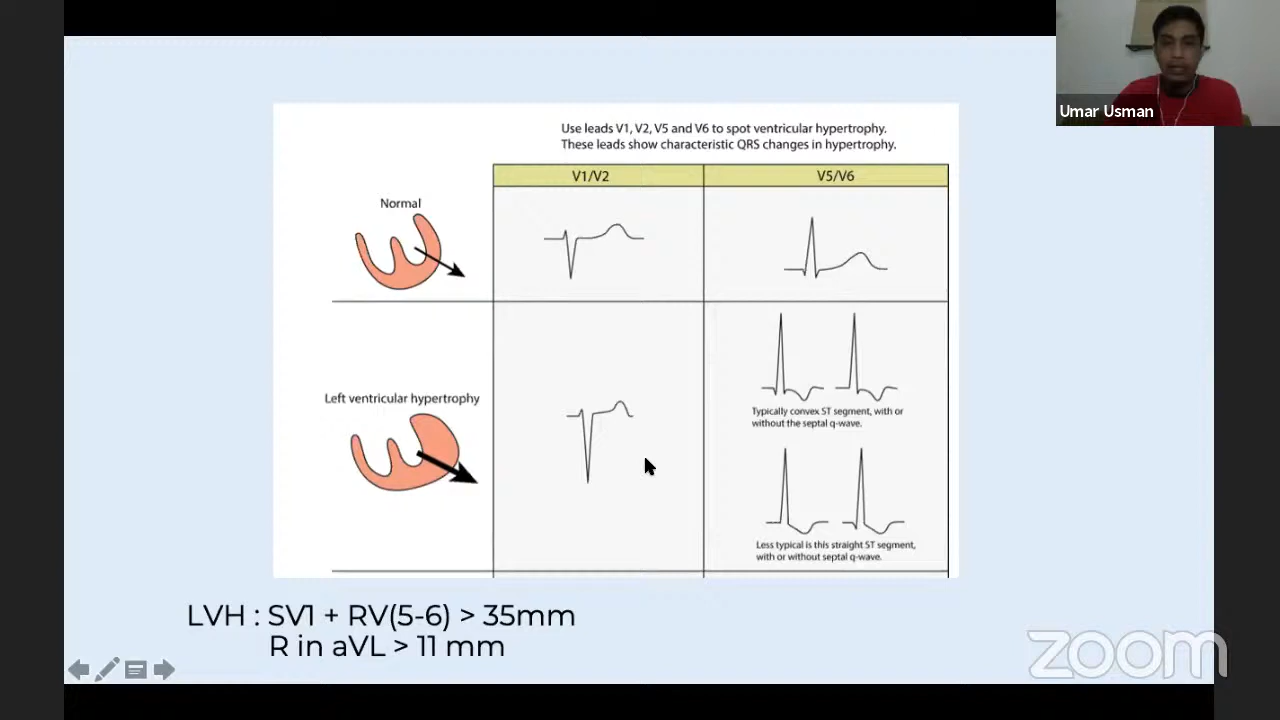 Umar Usman
Use leads V1, V2, V5 and V6 to spot ventricular hypertrophy.
These leads show characteristic QRS changes in hypertrophy.
V1/V2
V5/V6
Normal
Left ventricular hypertrophy
Typically convex ST segment, with or
without the septal q-wave.
Less typical is this straight ST segment,
with or without septal q-wave.
LVH : SV1 + RV(5-6) > 35mm
R in aVL > 11 mm
zoom